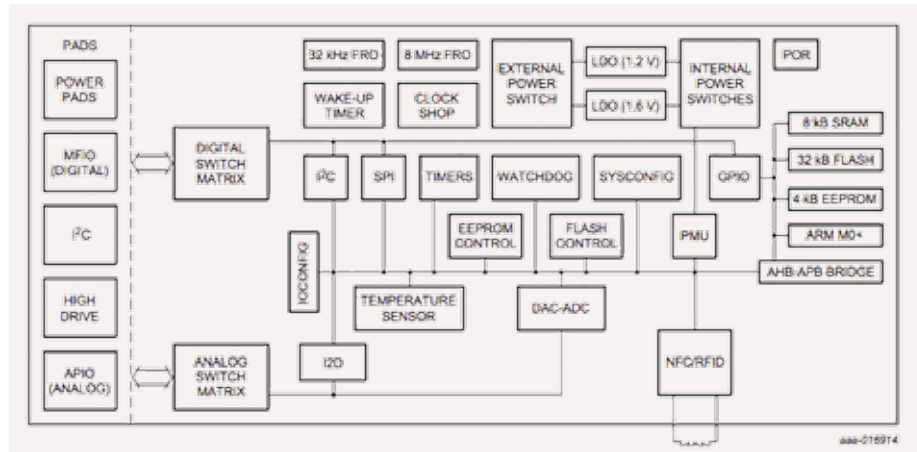 PADS
POWER
PADS
MFIO
(DIGITAL)
I²C
HIGH
DRIVE
APIO
(ANALOG)
32 kHz FRO
8 MHz FRO
WAKE-UP
TIMER
CLOCK
SHOP
EXTERNAL
POWER
SWITCH
LDO (1.2 V)
LDO (1.6 V)
INTERNAL
POWER
SWITCHES
POR
DIGITAL
SWITCH
MATRIX
I²C
SPI
TIMERS
WATCHDOG
SYSCONFIG
GPIO
8 kB SRAM
32 kB FLASH
4 kB EEPROM
ARM M0+
AHB-APB BRIDGE
IOCONFIG
EEPROM
CONTROL
FLASH
CONTROL
PMU
TEMPERATURE
SENSOR
DAC-ADC
ANALOG
SWITCH
MATRIX
I2D
NFC/RFID
aaa-016914